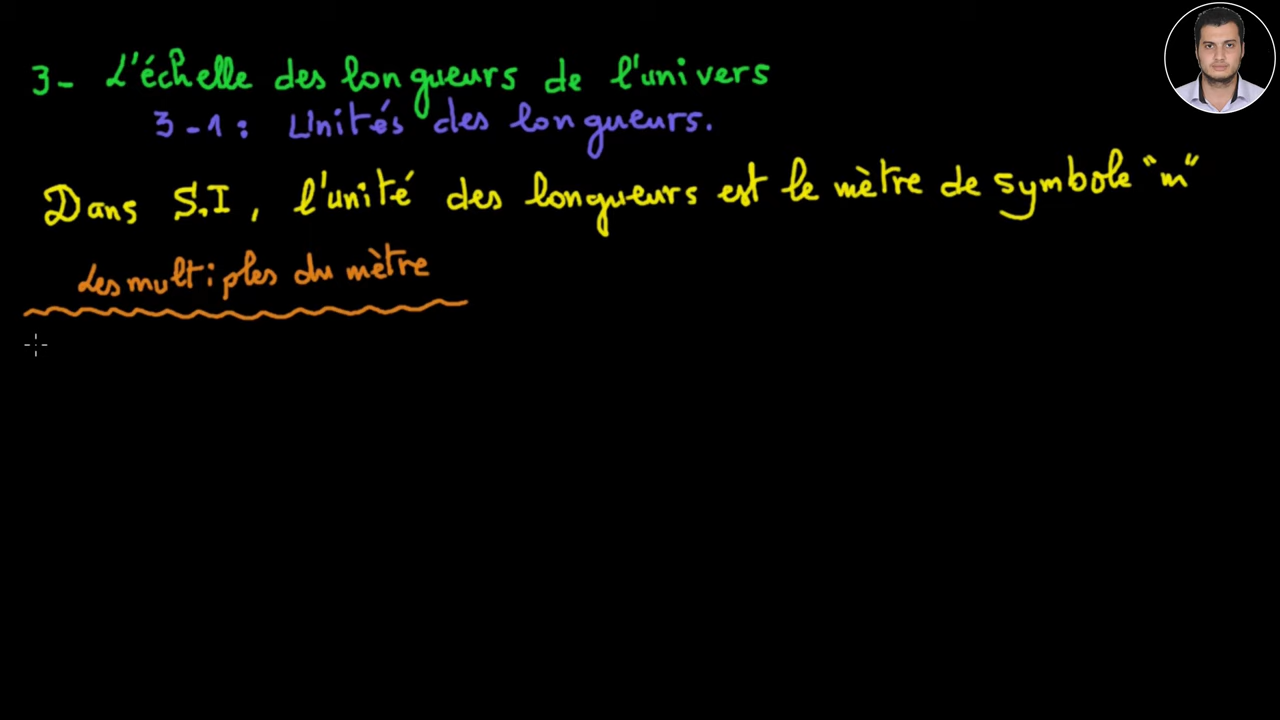 3- L'échelle des longueurs de l'univers
3-1: Unités des longueurs.
Dans S.I, l'unité des longueurs est le mètre de symbole "m"
Les multiples du mètre